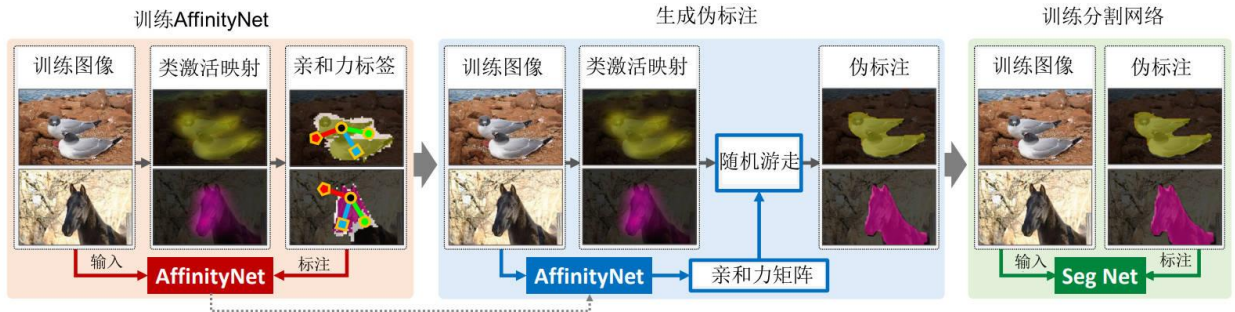 训练AffinityNet
训练图像
类激活映射
亲和力标签
输入
AffinityNet
标注
生成伪标注
训练图像
类激活映射
随机游走
伪标注
AffinityNet
亲和力矩阵
训练分割网络
训练图像
伪标注
输入
Seg Net
标注